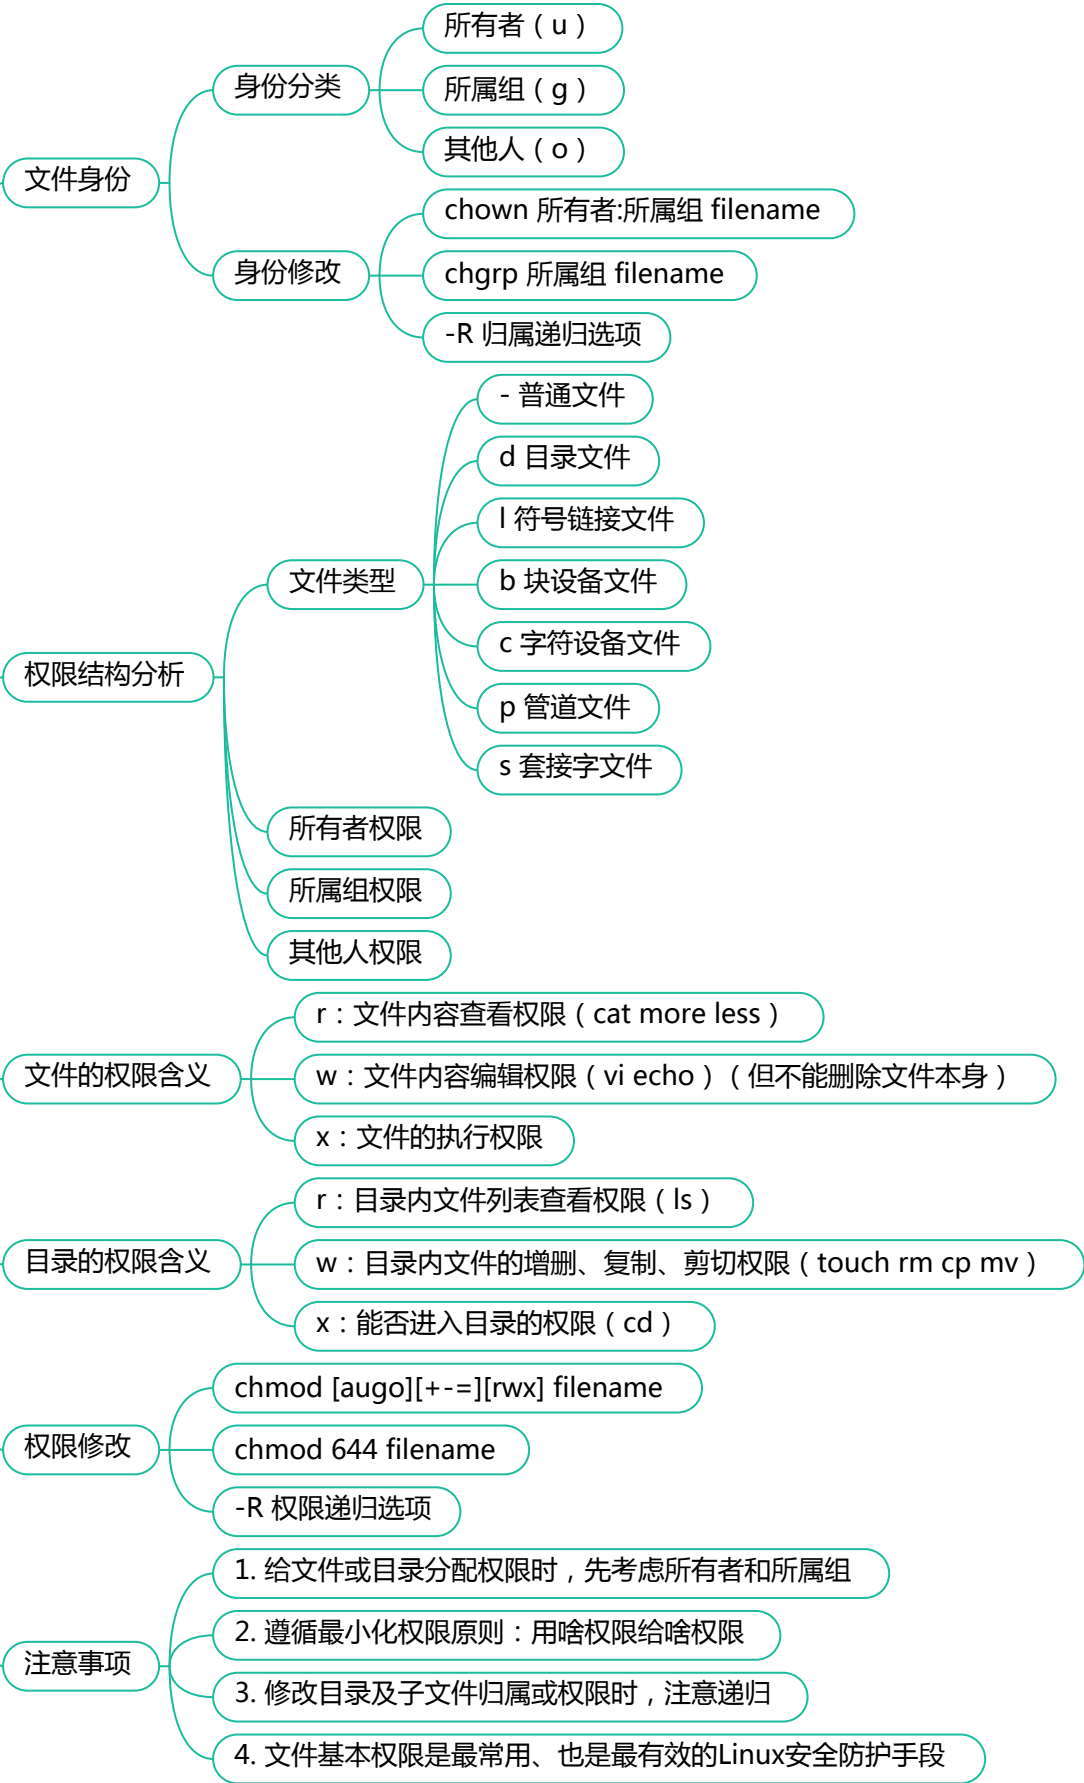 文件身份
身份分类
所有者（u）
所属组（g）
其他人（o）
身份修改
chown 所有者:所属组 filename
chgrp 所属组 filename
-R 归属递归选项
权限结构分析
文件类型
- 普通文件
d 目录文件
l 符号链接文件
b 块设备文件
c 字符设备文件
p 管道文件
s 套接字文件
所有者权限
所属组权限
其他人权限
文件的权限含义
r：文件内容查看权限（cat more less）
w：文件内容编辑权限（vi echo）（但不能删除文件本身）
x：文件的执行权限
目录的权限含义
r：目录内文件列表查看权限（ls）
w：目录内文件的增删、复制、剪切权限（touch rm cp mv）
x：能否进入目录的权限（cd）
权限修改
chmod [augo][+-=][rwx] filename
chmod 644 filename
-R 权限递归选项
注意事项
1. 给文件或目录分配权限时，先考虑所有者和所属组
2. 遵循最小化权限原则：用啥权限给啥权限
3. 修改目录及子文件归属或权限时，注意递归
4. 文件基本权限是最常用、也是最有效的Linux安全防护手段